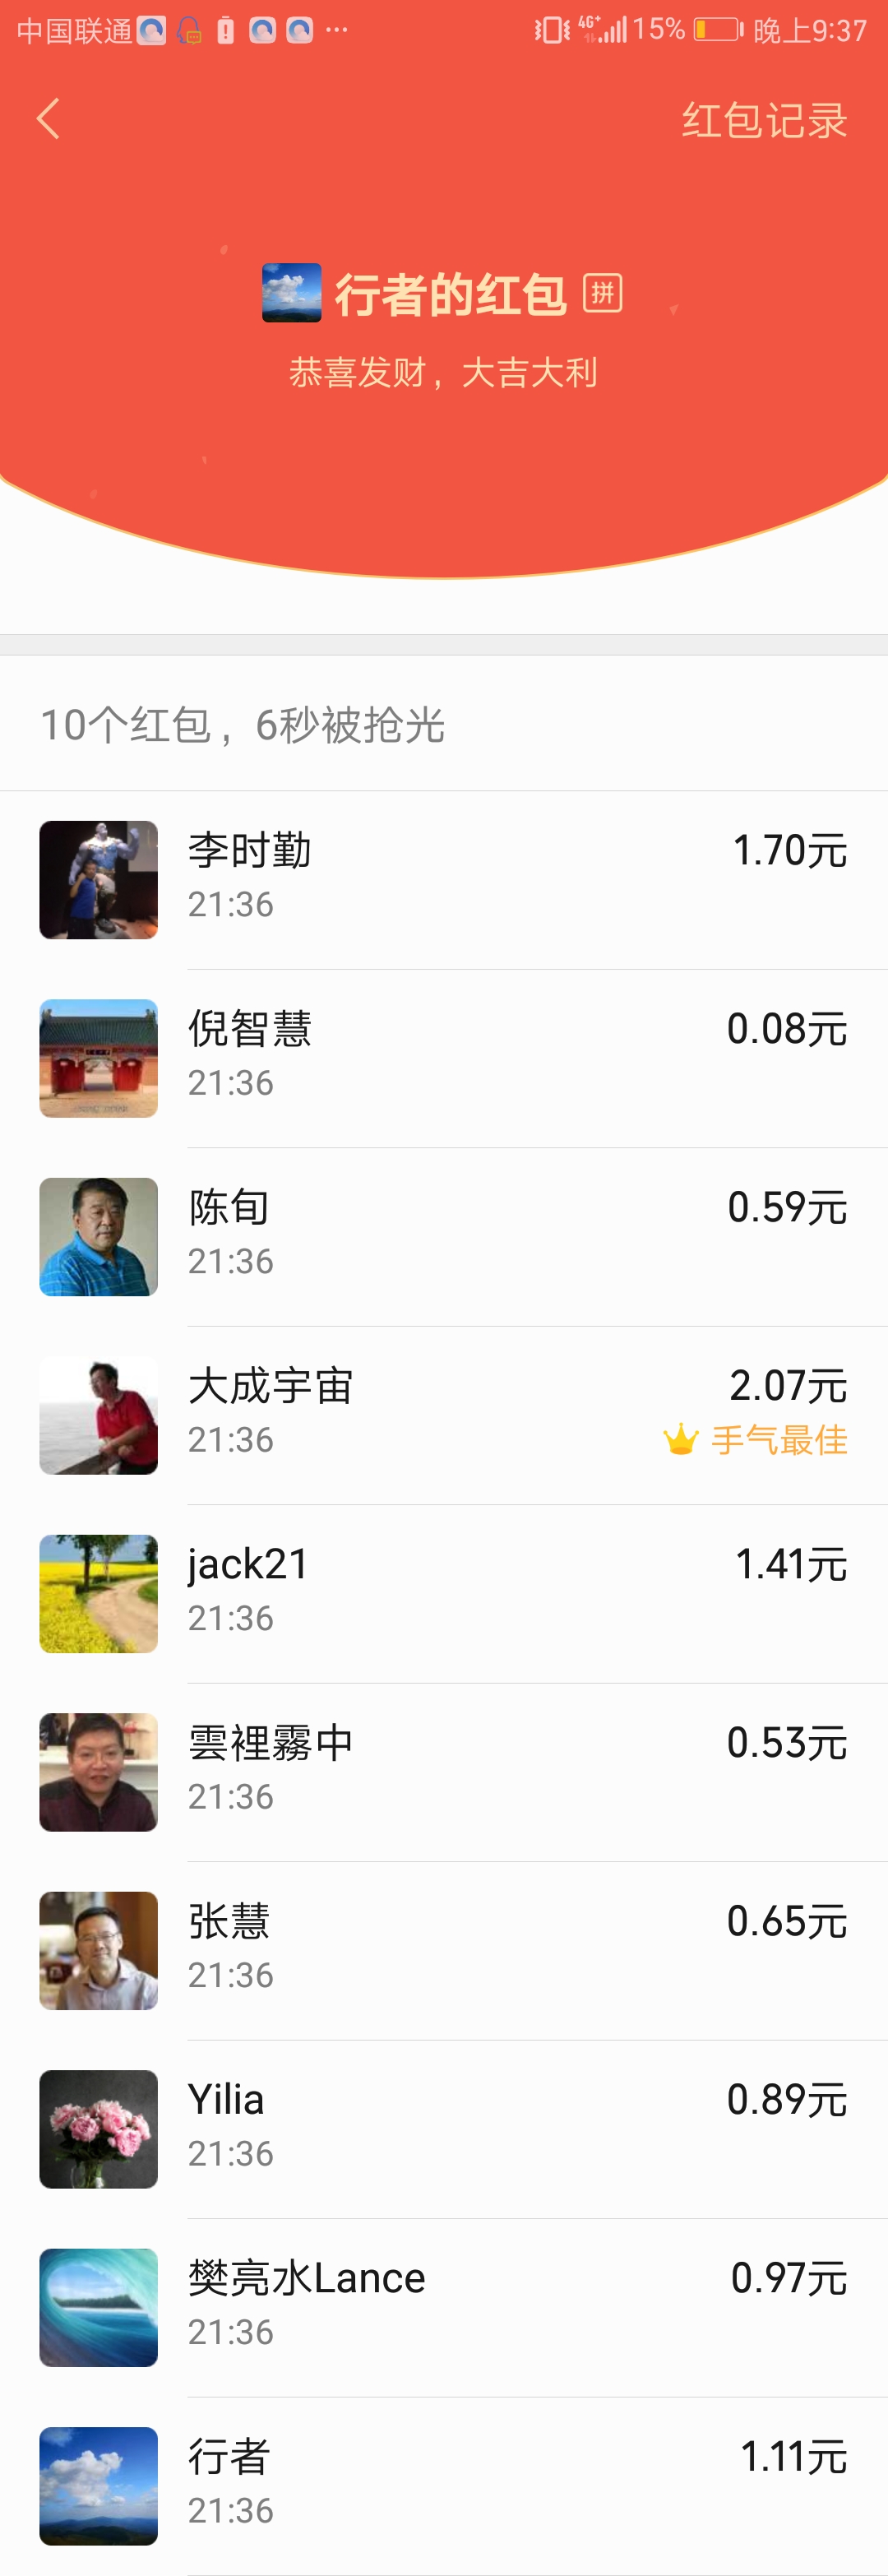 中国联通 ... 4G+ 15% 晚上9:37
红包记录
行者的红包 拼
恭喜发财，大吉大利
10个红包，6秒被抢光
李时勤 1.70元
21:36
倪智慧 0.08元
21:36
陈旬 0.59元
21:36
大成宇宙 2.07元
21:36 手气最佳
jack21 1.41元
21:36
雲裡霧中 0.53元
21:36
张慧 0.65元
21:36
Yilia 0.89元
21:36
樊亮水Lance 0.97元
21:36
行者 1.11元
21:36